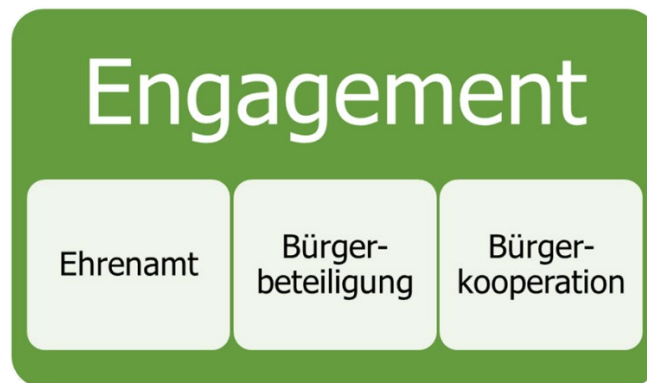 Engagement
Ehrenamt
Bürger-
beteiligung
Bürger-
kooperation